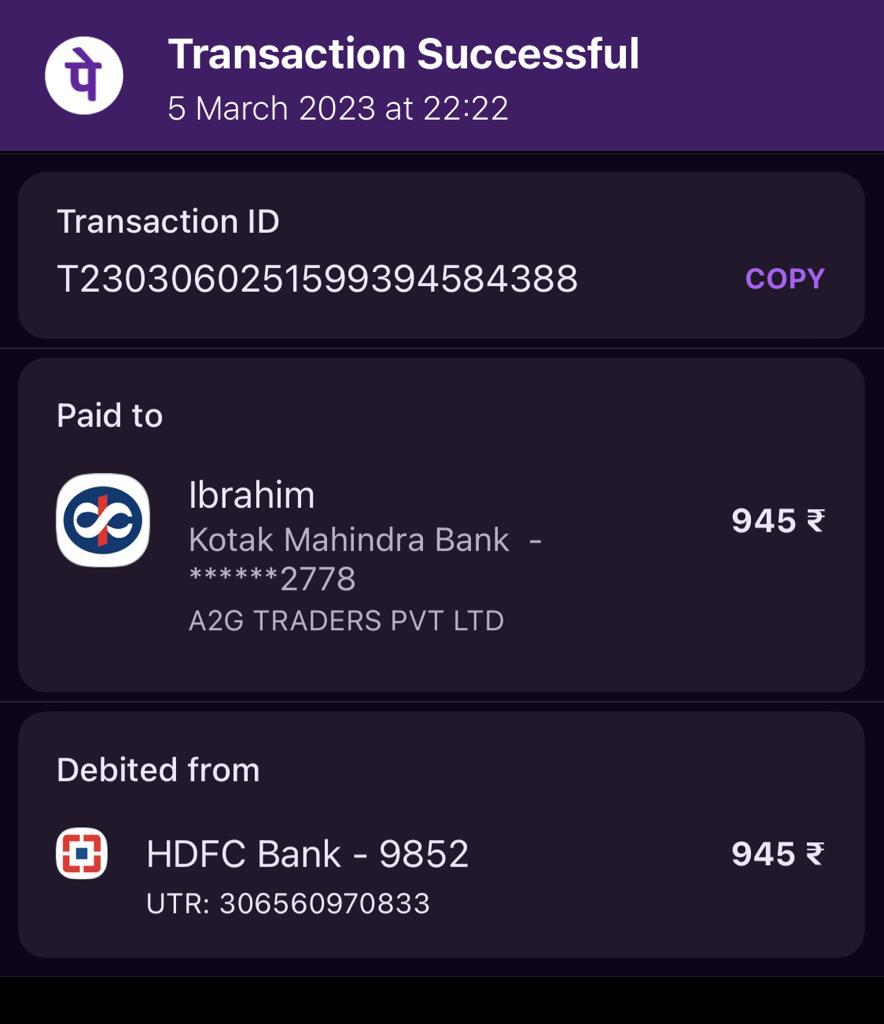 पे
Transaction Successful
5 March 2023 at 22:22
Transaction ID
T2303060251599394584388
COPY
Paid to
Ibrahim
Kotak Mahindra Bank -
******2778
A2G TRADERS PVT LTD
945 ₹
Debited from
HDFC Bank - 9852
945 ₹
UTR: 306560970833